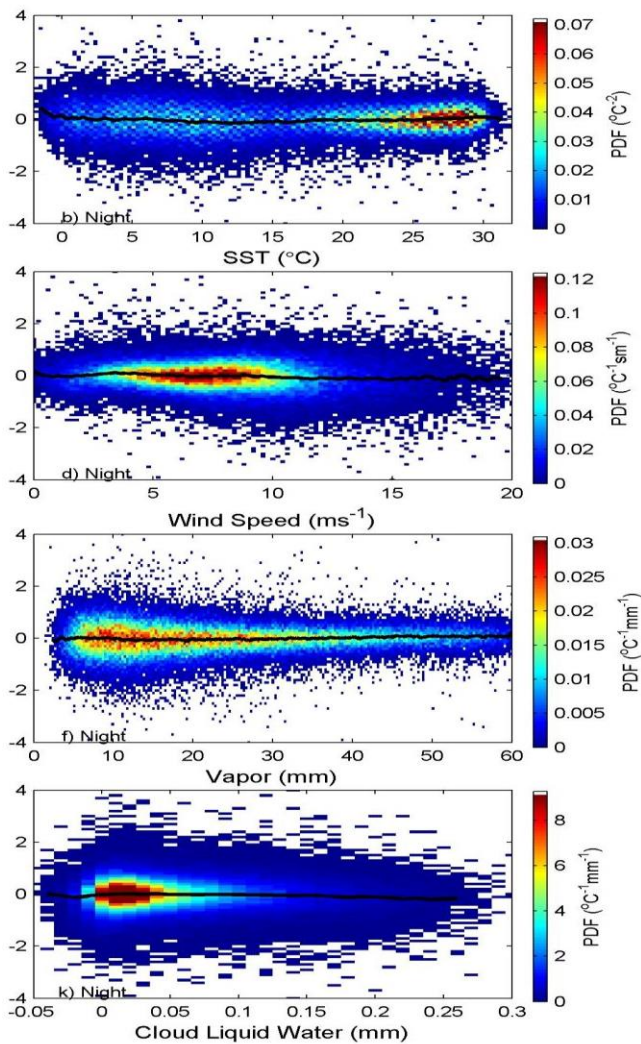 4
2
0
-2
-4
b) Night
0 5 10 15 20 25 30
SST (°C)
0.07
0.06
0.05
0.04
0.03
0.02
0.01
0
PDF (°C⁻²)
4
2
0
-2
-4
d) Night
0 5 10 15 20
Wind Speed (ms⁻¹)
0.12
0.1
0.08
0.06
0.04
0.02
0
PDF (°C⁻¹sm⁻¹)
4
2
0
-2
-4
f) Night
0 10 20 30 40 50 60
Vapor (mm)
0.03
0.025
0.02
0.015
0.01
0.005
0
PDF (°C⁻¹mm⁻¹)
4
2
0
-2
-4
k) Night
-0.05 0 0.05 0.1 0.15 0.2 0.25 0.3
Cloud Liquid Water (mm)
8
6
4
2
0
PDF (°C⁻¹mm⁻¹)